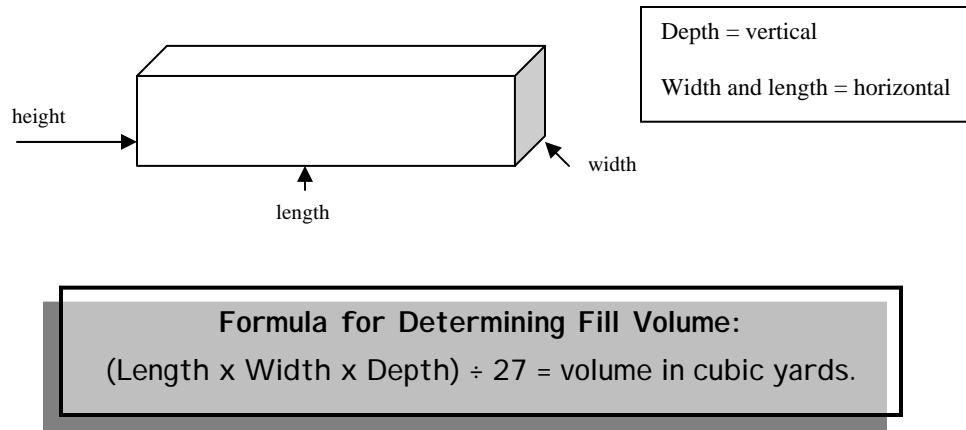 Depth = vertical
Width and length = horizontal
height
width
length
Formula for Determining Fill Volume:
(Length x Width x Depth) ÷ 27 = volume in cubic yards.